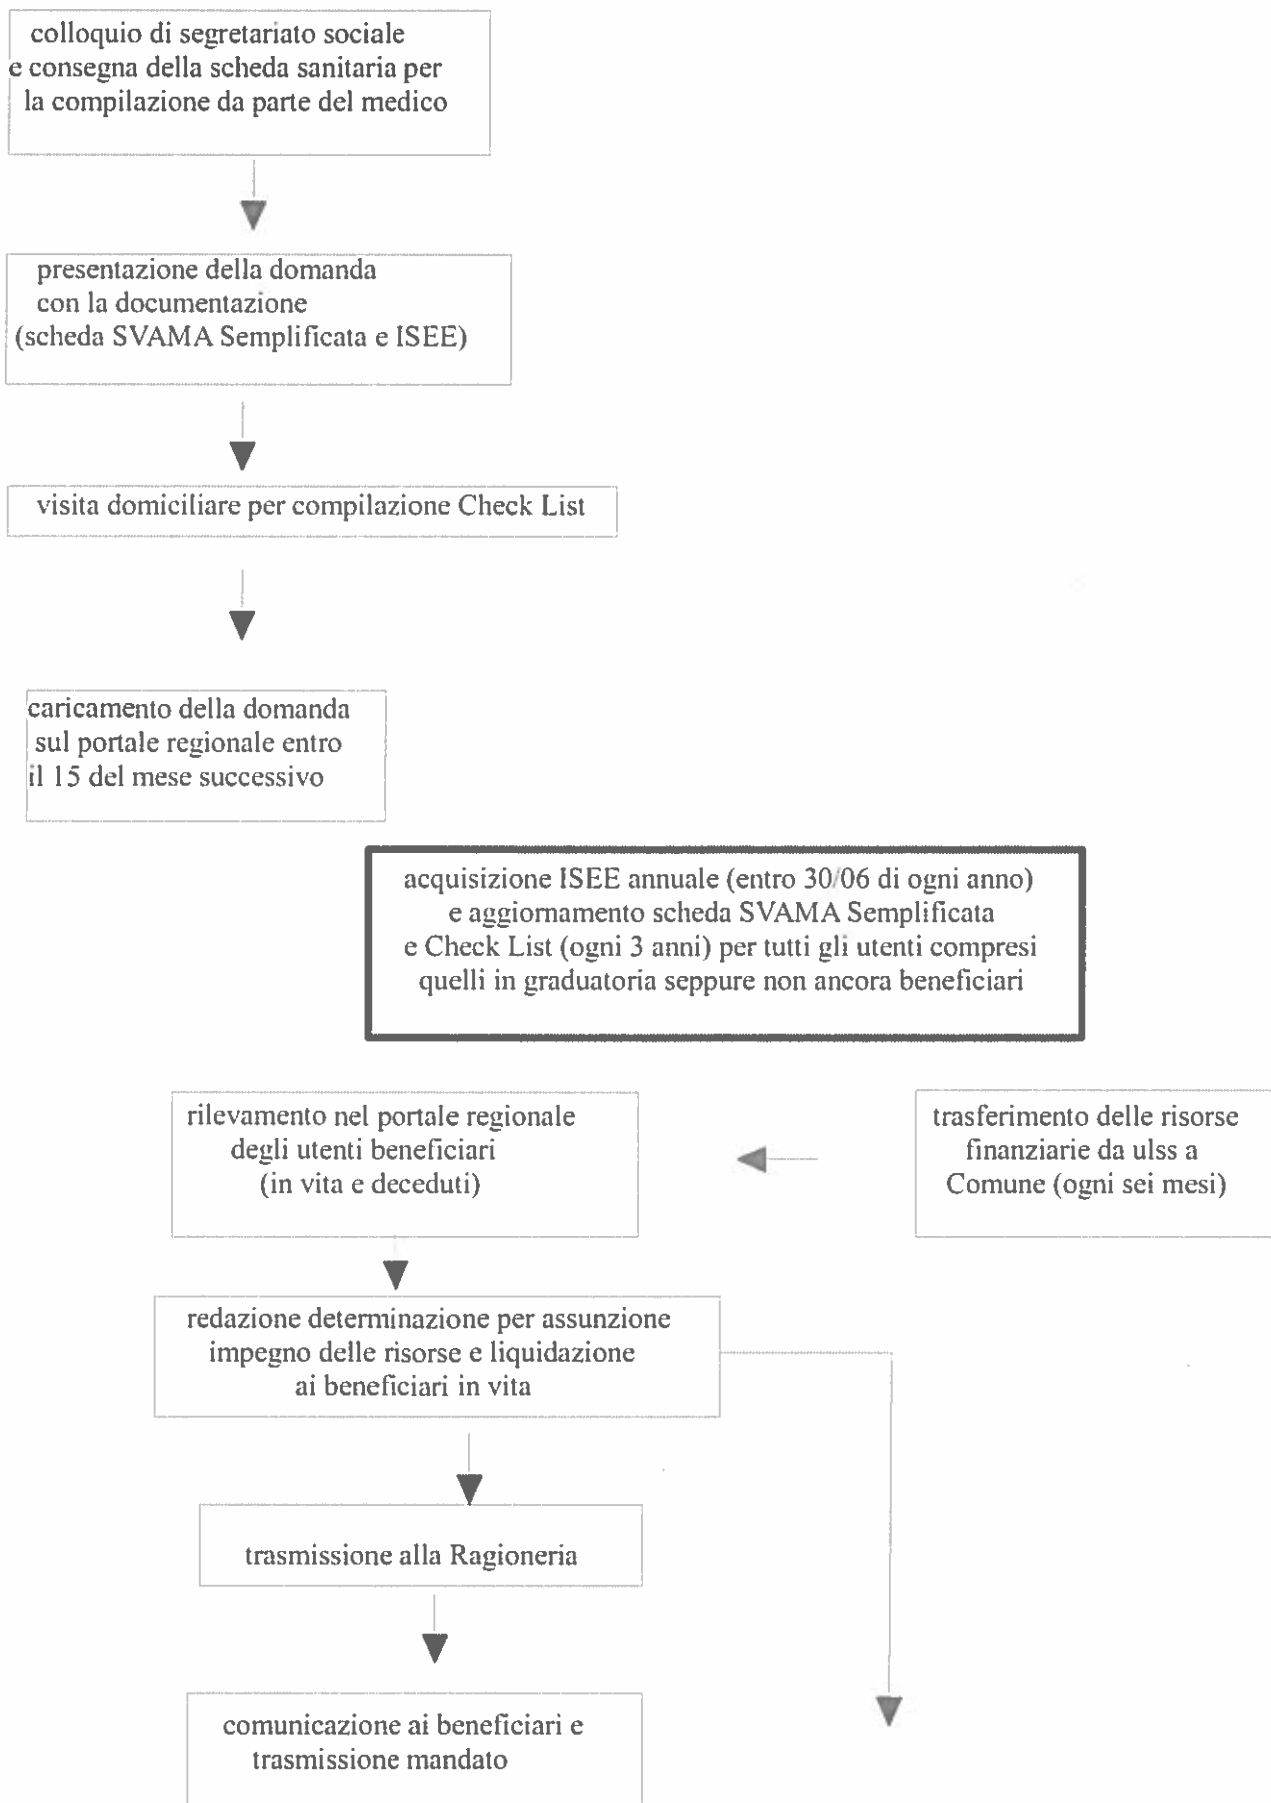 colloquio di segretariato sociale
e consegna della scheda sanitaria per
la compilazione da parte del medico
presentazione della domanda
con la documentazione
(scheda SVAMA Semplificata e ISEE)
visita domiciliare per compilazione Check List
caricamento della domanda
sul portale regionale entro
il 15 del mese successivo
acquisizione ISEE annuale (entro 30/06 di ogni anno)
e aggiornamento scheda SVAMA Semplificata
e Check List (ogni 3 anni) per tutti gli utenti compresi
quelli in graduatoria seppure non ancora beneficiari
rilevamento nel portale regionale
degli utenti beneficiari
(in vita e deceduti)
trasferimento delle risorse
finanziarie da ulss a
Comune (ogni sei mesi)
redazione determinazione per assunzione
impegno delle risorse e liquidazione
ai beneficiari in vita
trasmissione alla Ragioneria
comunicazione ai beneficiari e
trasmissione mandato